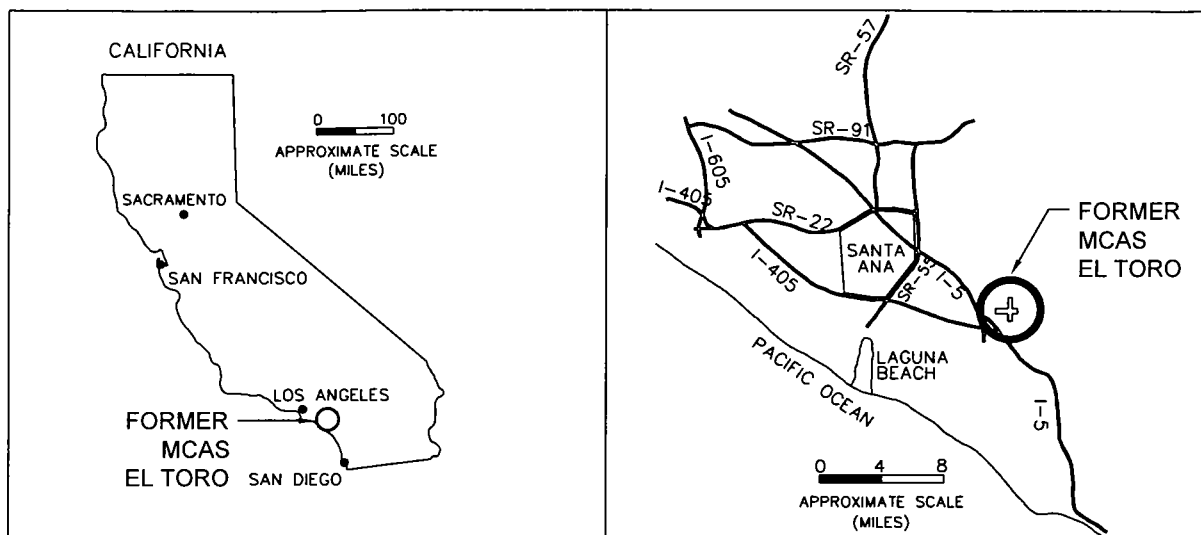 CALIFORNIA
0 100
APPROXIMATE SCALE
(MILES)
SACRAMENTO
SAN FRANCISCO
LOS ANGELES
FORMER
MCAS
EL TORO
SAN DIEGO
SR-57
SR-91
I-605
I-405
SR-22
FORMER
MCAS
EL TORO
SANTA
ANA
I-405
SR-55
I-5
LAGUNA
BEACH
PACIFIC OCEAN
I-5
0 4 8
APPROXIMATE SCALE
(MILES)